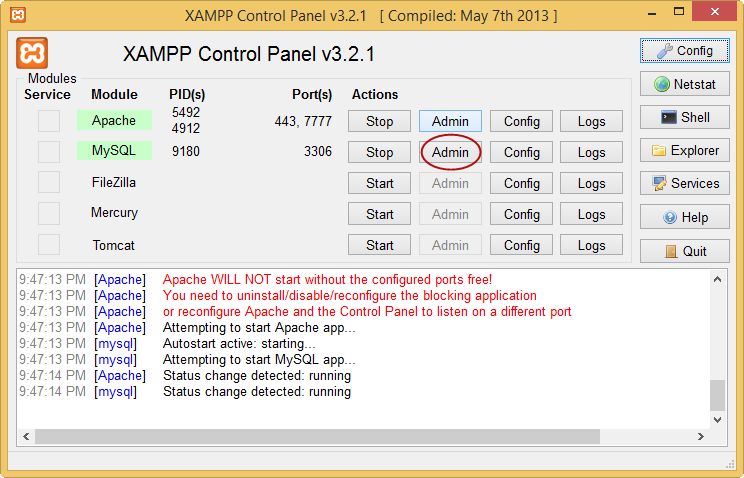 XAMPP Control Panel v3.2.1 [ Compiled: May 7th 2013 ]
XAMPP Control Panel v3.2.1
Config
Modules
Service Module PID(s) Port(s) Actions
Netstat
Apache 5492 4912 443, 7777 Stop Admin Config Logs
Shell
MySQL 9180 3306 Stop Admin Config Logs
Explorer
FileZilla Start Admin Config Logs
Services
Mercury Start Admin Config Logs
Help
Tomcat Start Admin Config Logs
Quit
9:47:13 PM [Apache] Apache WILL NOT start without the configured ports free!
9:47:13 PM [Apache] You need to uninstall/disable/reconfigure the blocking application
9:47:13 PM [Apache] or reconfigure Apache and the Control Panel to listen on a different port
9:47:13 PM [Apache] Attempting to start Apache app...
9:47:13 PM [mysql] Autostart active: starting...
9:47:13 PM [mysql] Attempting to start MySQL app...
9:47:14 PM [Apache] Status change detected: running
9:47:14 PM [mysql] Status change detected: running